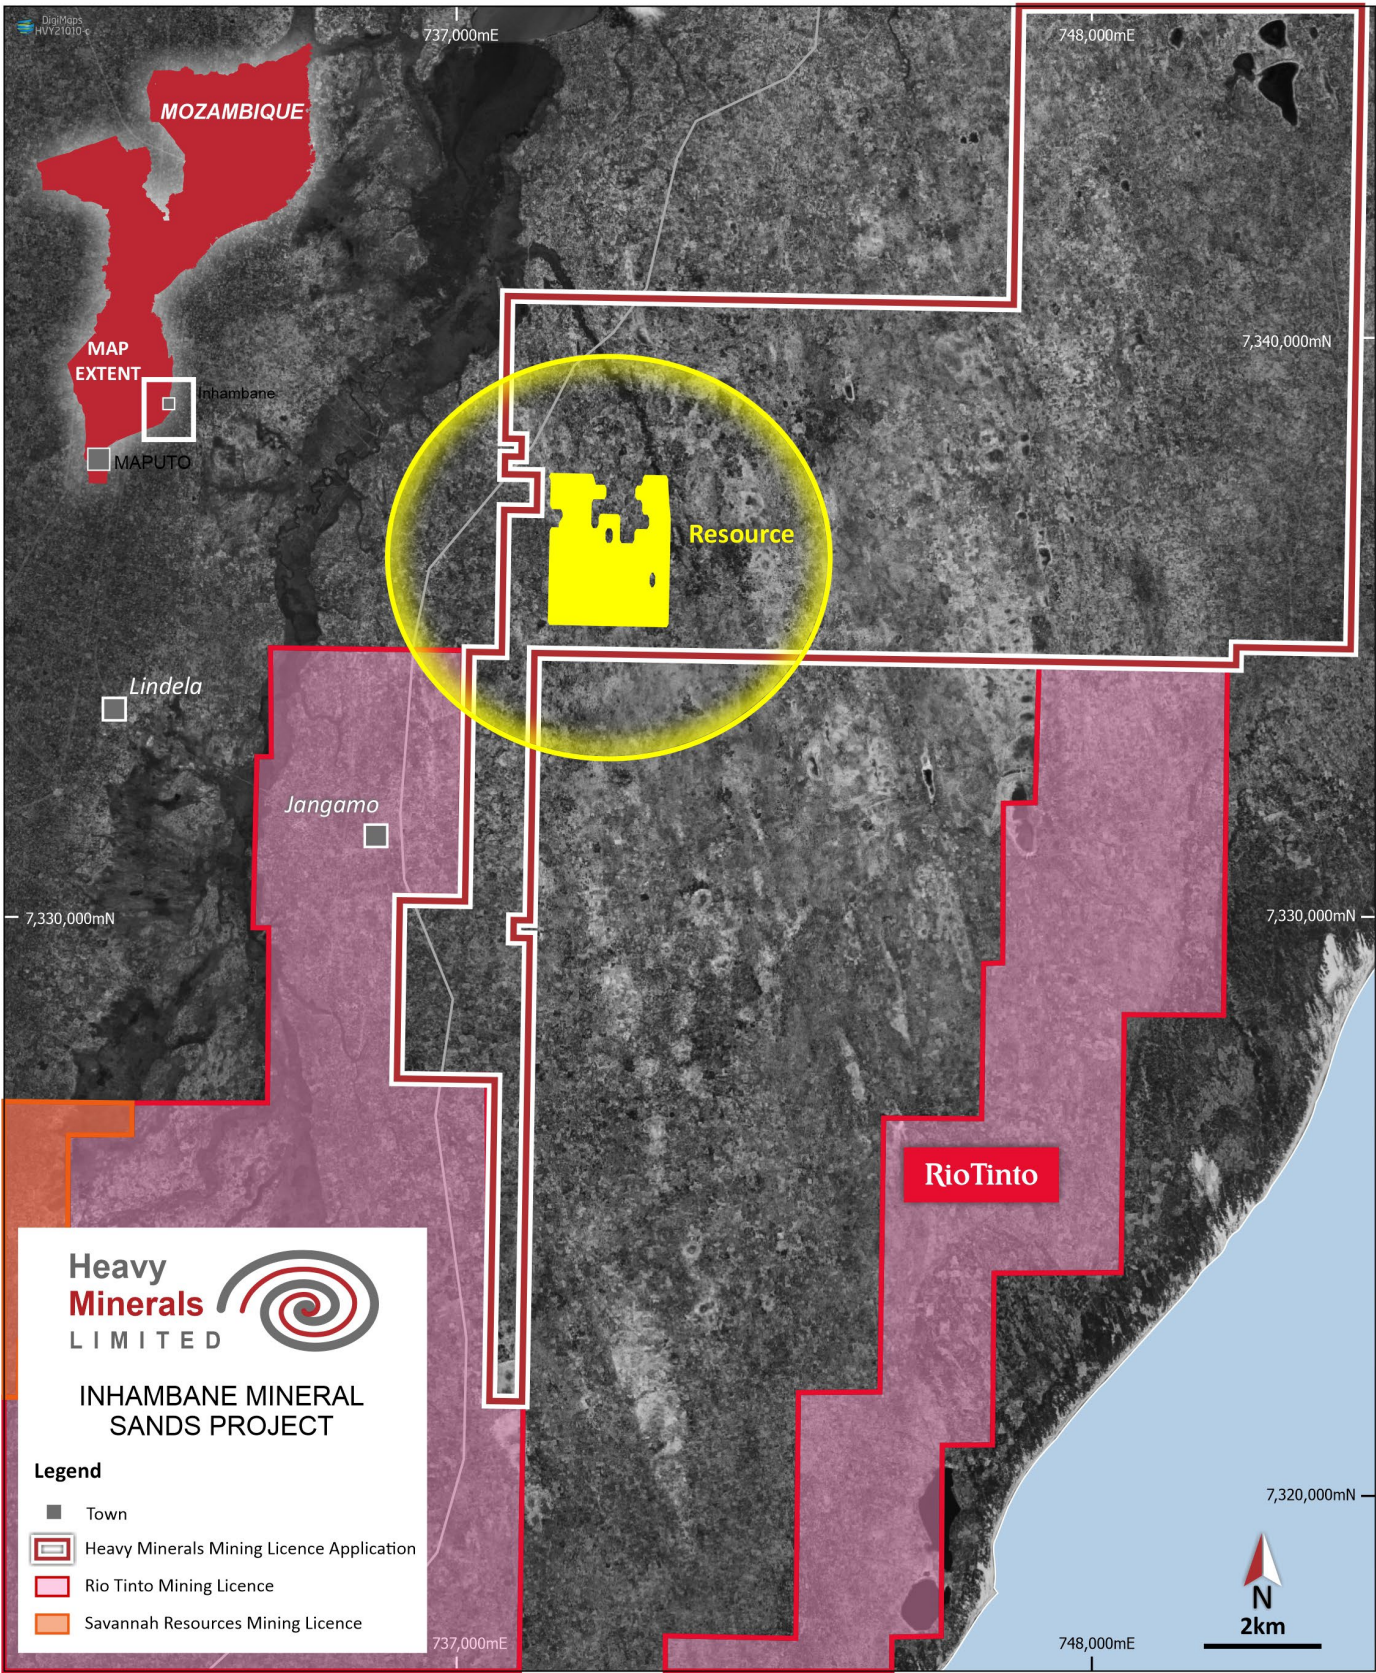 DigiMaps
HVY21010-c
737,000mE
748,000mE
MOZAMBIQUE
7,340,000mN
MAP
EXTENT
Inhambane
MAPUTO
Resource
Lindela
Jangamo
7,330,000mN
7,330,000mN
RioTinto
Heavy
Minerals
LIMITED
INHAMBANE MINERAL
SANDS PROJECT
Legend
Town
Heavy Minerals Mining Licence Application
Rio Tinto Mining Licence
Savannah Resources Mining Licence
7,320,000mN
N
2km
737,000mE
748,000mE